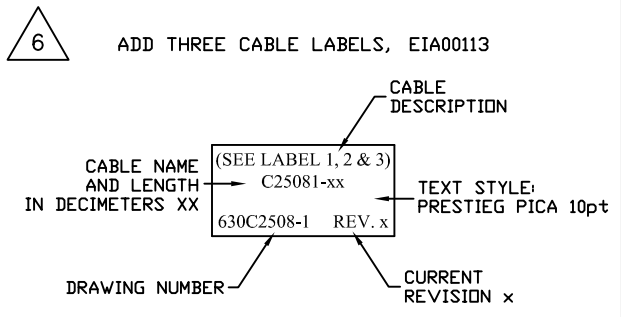 6
ADD THREE CABLE LABELS, EIA00113
CABLE
DESCRIPTION
(SEE LABEL 1, 2 & 3)
C25081-xx
630C2508-1 REV. x
CABLE NAME
AND LENGTH
IN DECIMETERS XX
TEXT STYLE:
PRESTIEG PICA 10pt
DRAWING NUMBER
CURRENT
REVISION x